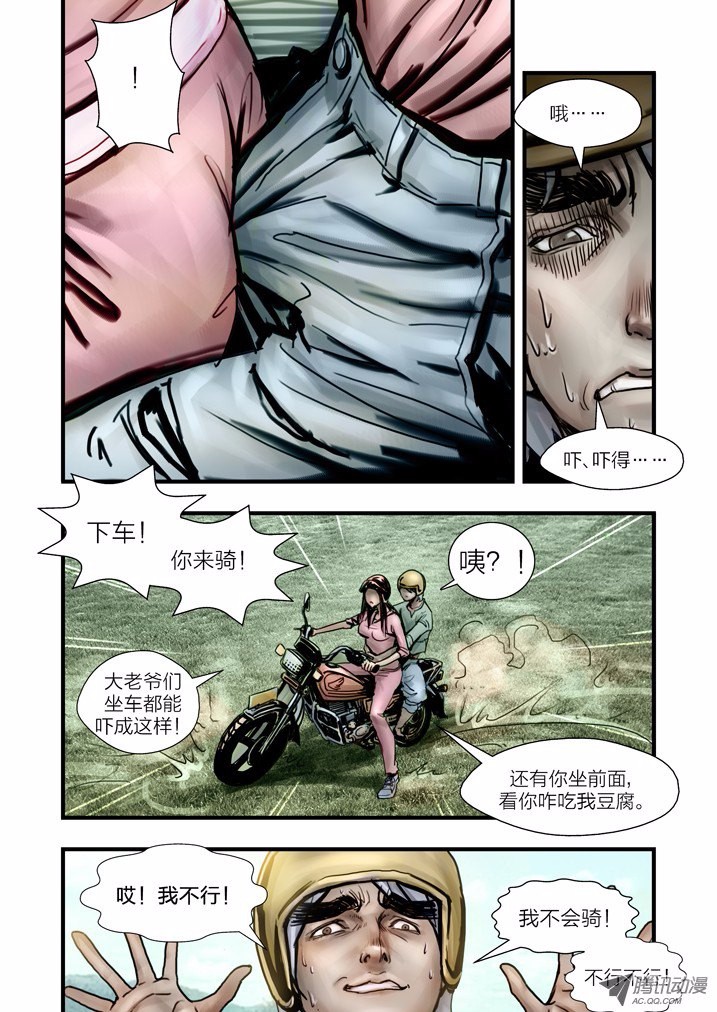 ！
哦……
吓、吓得……
下车！
你来骑！
咦？！
大老爷们
坐车都能
吓成这样！
还有你坐前面，
看你咋吃我豆腐。
哎！我不行！
我不会骑！
不行不行！
腾讯动漫
AC.QQ.COM